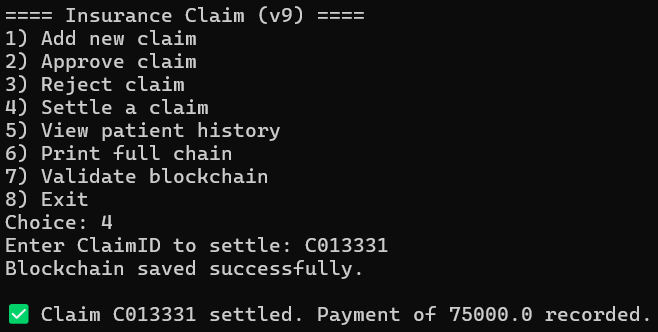 ==== Insurance Claim (v9) ====
1) Add new claim
2) Approve claim
3) Reject claim
4) Settle a claim
5) View patient history
6) Print full chain
7) Validate blockchain
8) Exit
Choice: 4
Enter ClaimID to settle: C013331
Blockchain saved successfully.
✅ Claim C013331 settled. Payment of 75000.0 recorded.